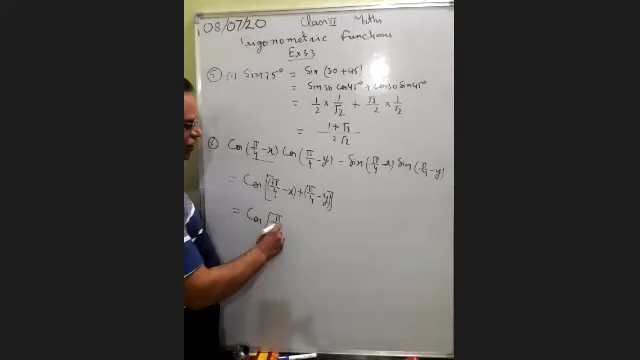 08/07/20 Class XI Maths
Trigonometric Functions
Ex 3.3
5) (i) Sin 75° = Sin (30+45)
= Sin30 Cos45° + Cos30 Sin45°
= 1/2 × 1/√2 + √3/2 × 1/√2
= (1+√3)/(2√2)
6) Cos(π/4 -x) Cos(π/4 -y) - Sin(π/4 -x) Sin(π/4 -y)
= Cos[(π/4 -x)+(π/4 -y)]
= Cos[π